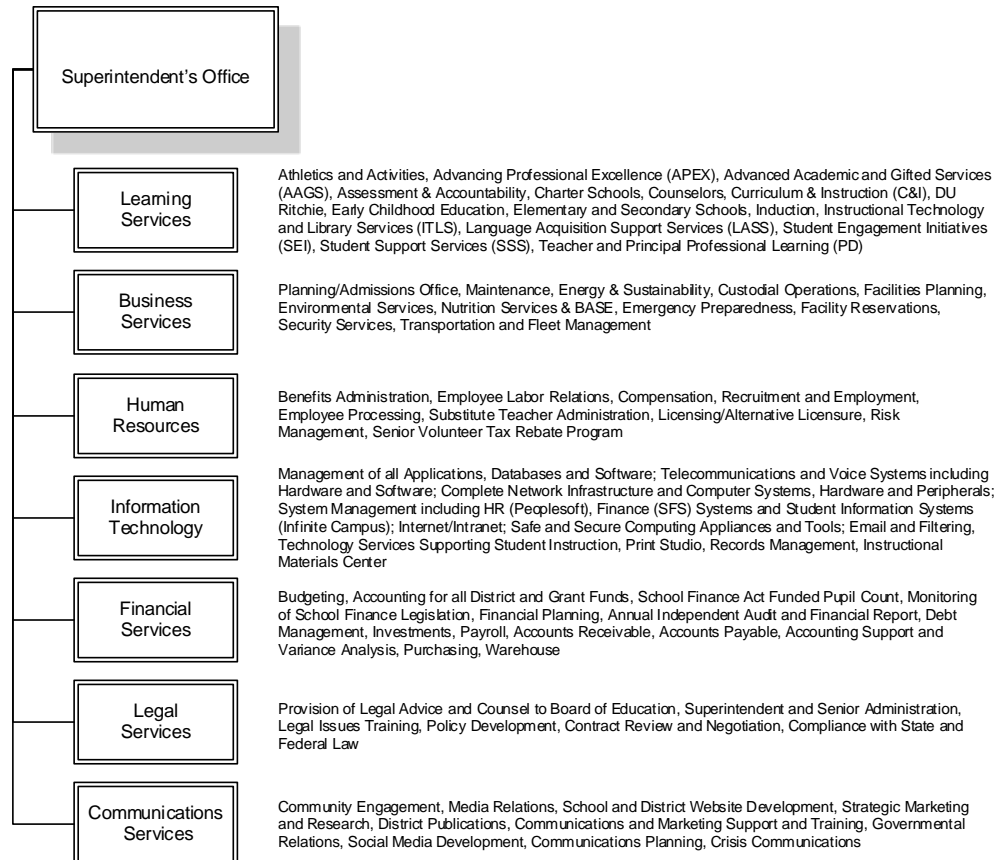 Superintendent's Office
Learning
Services
Athletics and Activities, Advancing Professional Excellence (APEX), Advanced Academic and Gifted Services
(AAGS), Assessment & Accountability, Charter Schools, Counselors, Curriculum & Instruction (C&I), DU
Ritchie, Early Childhood Education, Elementary and Secondary Schools, Induction, Instructional Technology
and Library Services (ITLS), Language Acquisition Support Services (LASS), Student Engagement Initiatives
(SEI), Student Support Services (SSS), Teacher and Principal Professional Learning (PD)
Business
Services
Planning/Admissions Office, Maintenance, Energy & Sustainability, Custodial Operations, Facilities Planning,
Environmental Services, Nutrition Services & BASE, Emergency Preparedness, Facility Reservations,
Security Services, Transportation and Fleet Management
Human
Resources
Benefits Administration, Employee Labor Relations, Compensation, Recruitment and Employment,
Employee Processing, Substitute Teacher Administration, Licensing/Alternative Licensure, Risk
Management, Senior Volunteer Tax Rebate Program
Information
Technology
Management of all Applications, Databases and Software; Telecommunications and Voice Systems including
Hardware and Software; Complete Network Infrastructure and Computer Systems, Hardware and Peripherals;
System Management including HR (Peoplesoft), Finance (SFS) Systems and Student Information Systems
(Infinite Campus); Internet/Intranet; Safe and Secure Computing Appliances and Tools; Email and Filtering,
Technology Services Supporting Student Instruction, Print Studio, Records Management, Instructional
Materials Center
Financial
Services
Budgeting, Accounting for all District and Grant Funds, School Finance Act Funded Pupil Count, Monitoring
of School Finance Legislation, Financial Planning, Annual Independent Audit and Financial Report, Debt
Management, Investments, Payroll, Accounts Receivable, Accounts Payable, Accounting Support and
Variance Analysis, Purchasing, Warehouse
Legal
Services
Provision of Legal Advice and Counsel to Board of Education, Superintendent and Senior Administration,
Legal Issues Training, Policy Development, Contract Review and Negotiation, Compliance with State and
Federal Law
Communications
Services
Community Engagement, Media Relations, School and District Website Development, Strategic Marketing
and Research, District Publications, Communications and Marketing Support and Training, Governmental
Relations, Social Media Development, Communications Planning, Crisis Communications